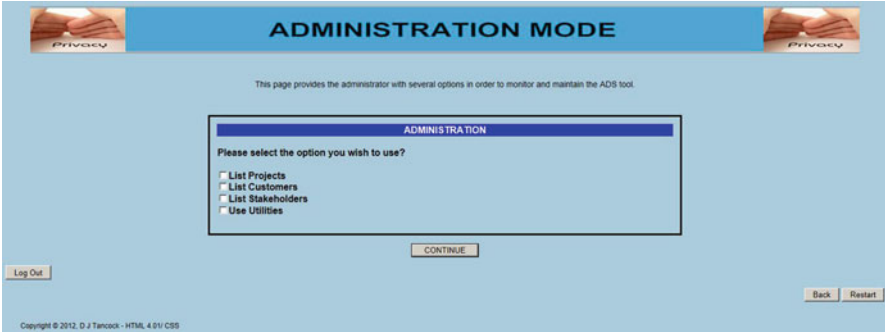 Privacy
ADMINISTRATION MODE
Privacy
This page provides the administrator with several options in order to monitor and maintain the ADS tool.
ADMINISTRATION
Please select the option you wish to use?
List Projects
List Customers
List Stakeholders
Use Utilities
CONTINUE
Log Out
Back Restart
Copyright © 2012, D J Tancock - HTML 4.01/ CSS